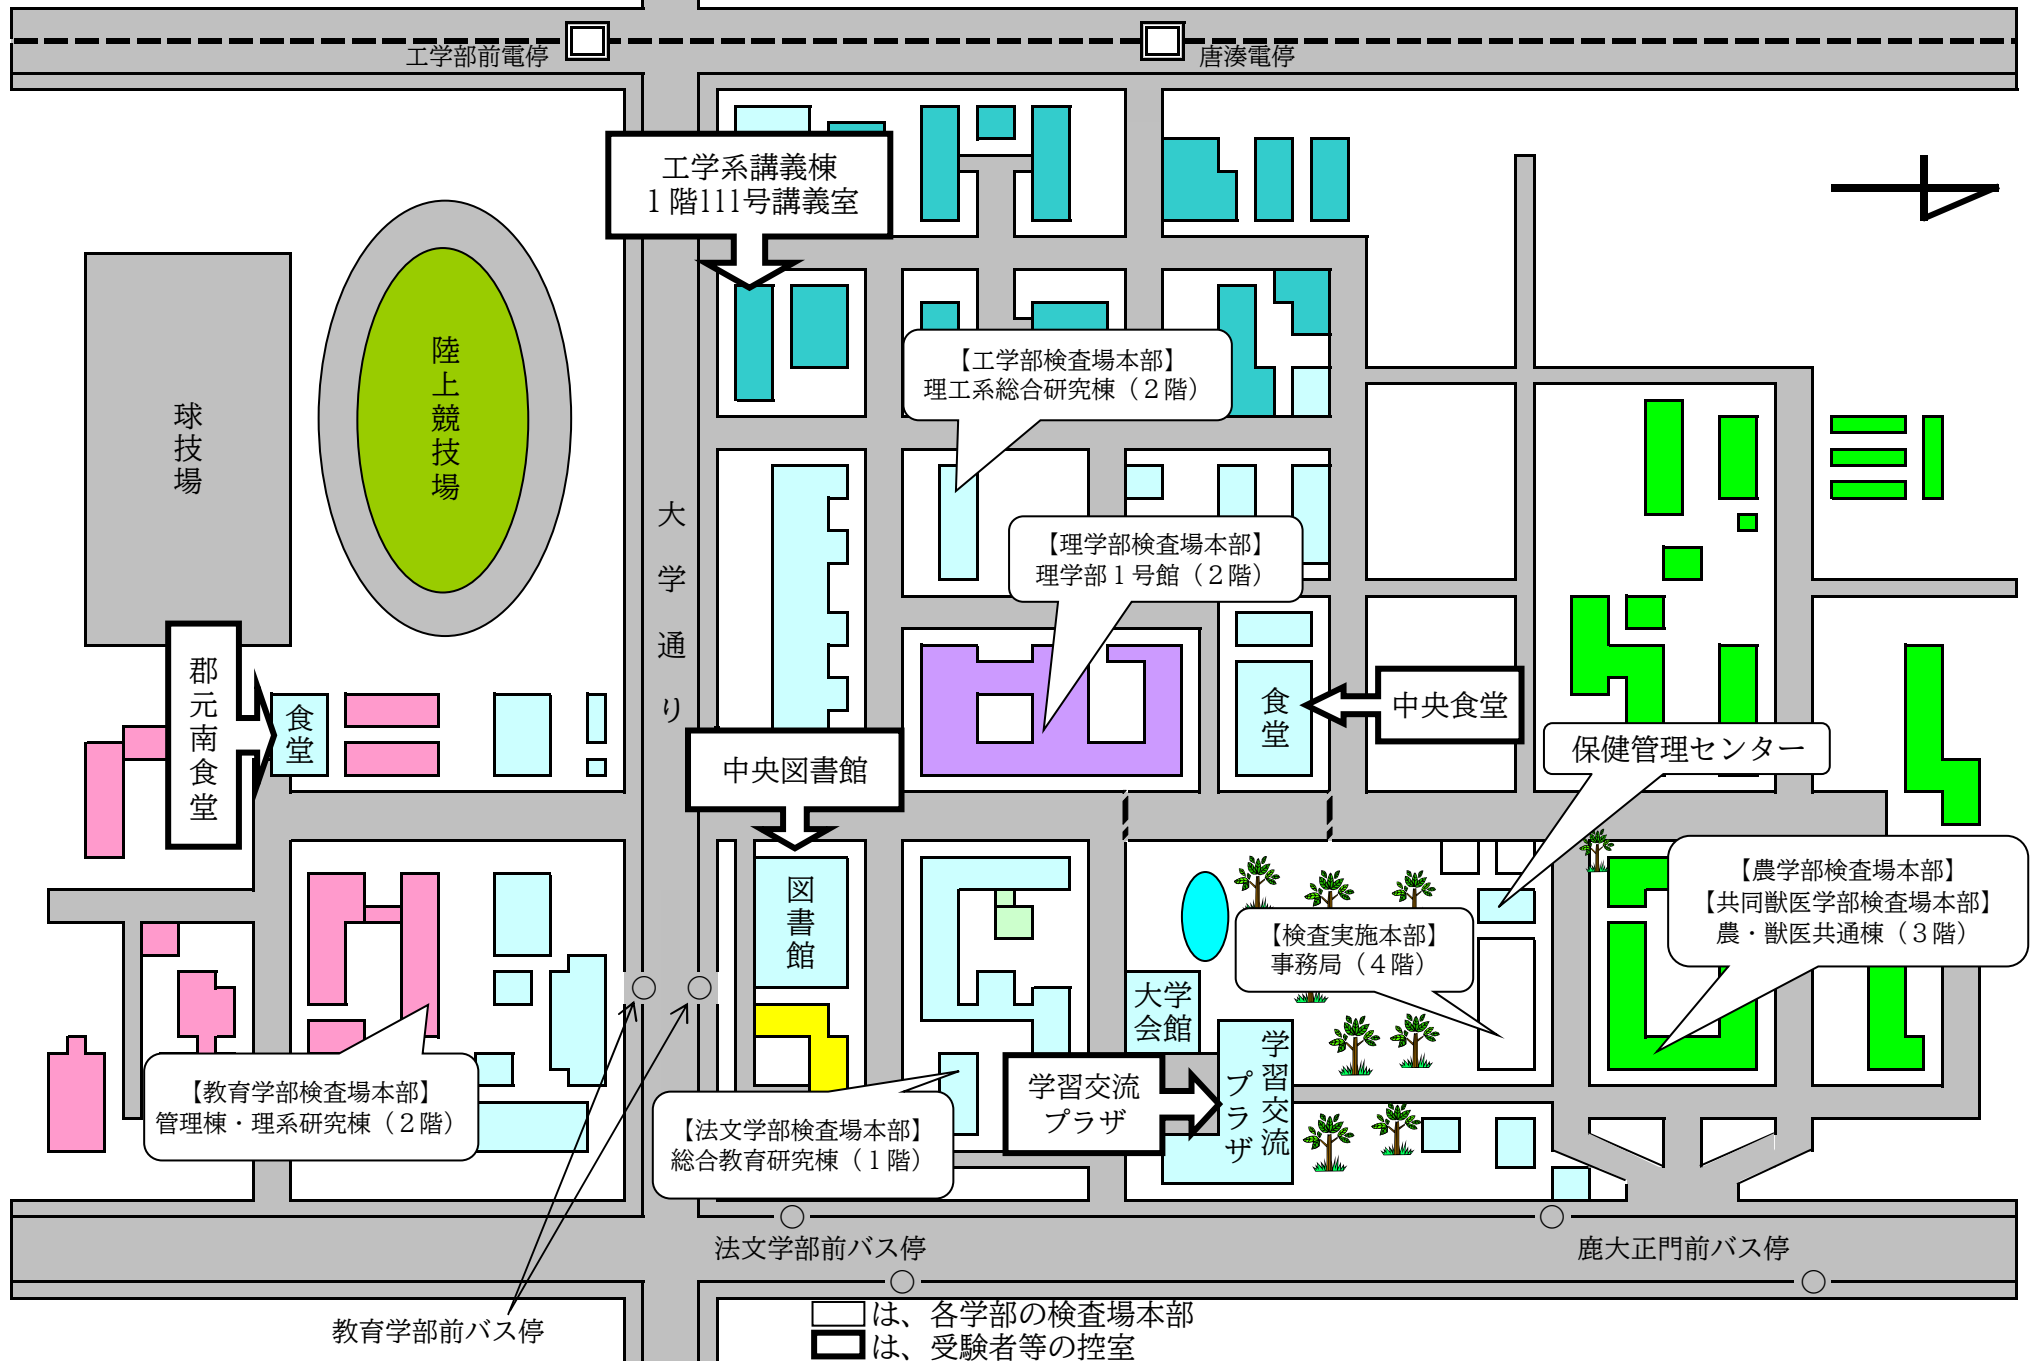 工学部前電停
唐湊電停
工学系講義棟
１階111号講義室
陸上競技場
球技場
【工学部検査場本部】
理工系総合研究棟（２階）
大学通り
【理学部検査場本部】
理学部１号館（２階）
郡元南食堂
食堂
食堂
中央食堂
保健管理センター
中央図書館
図書館
【農学部検査場本部】
【共同獣医学部検査場本部】
農・獣医共通棟（３階）
【検査実施本部】
事務局（４階）
大学
会館
学習交流
プラザ
学習交流
プラザ
【教育学部検査場本部】
管理棟・理系研究棟（２階）
【法文学部検査場本部】
総合教育研究棟（１階）
法文学部前バス停
鹿大正門前バス停
教育学部前バス停
は、各学部の検査場本部
は、受験者等の控室